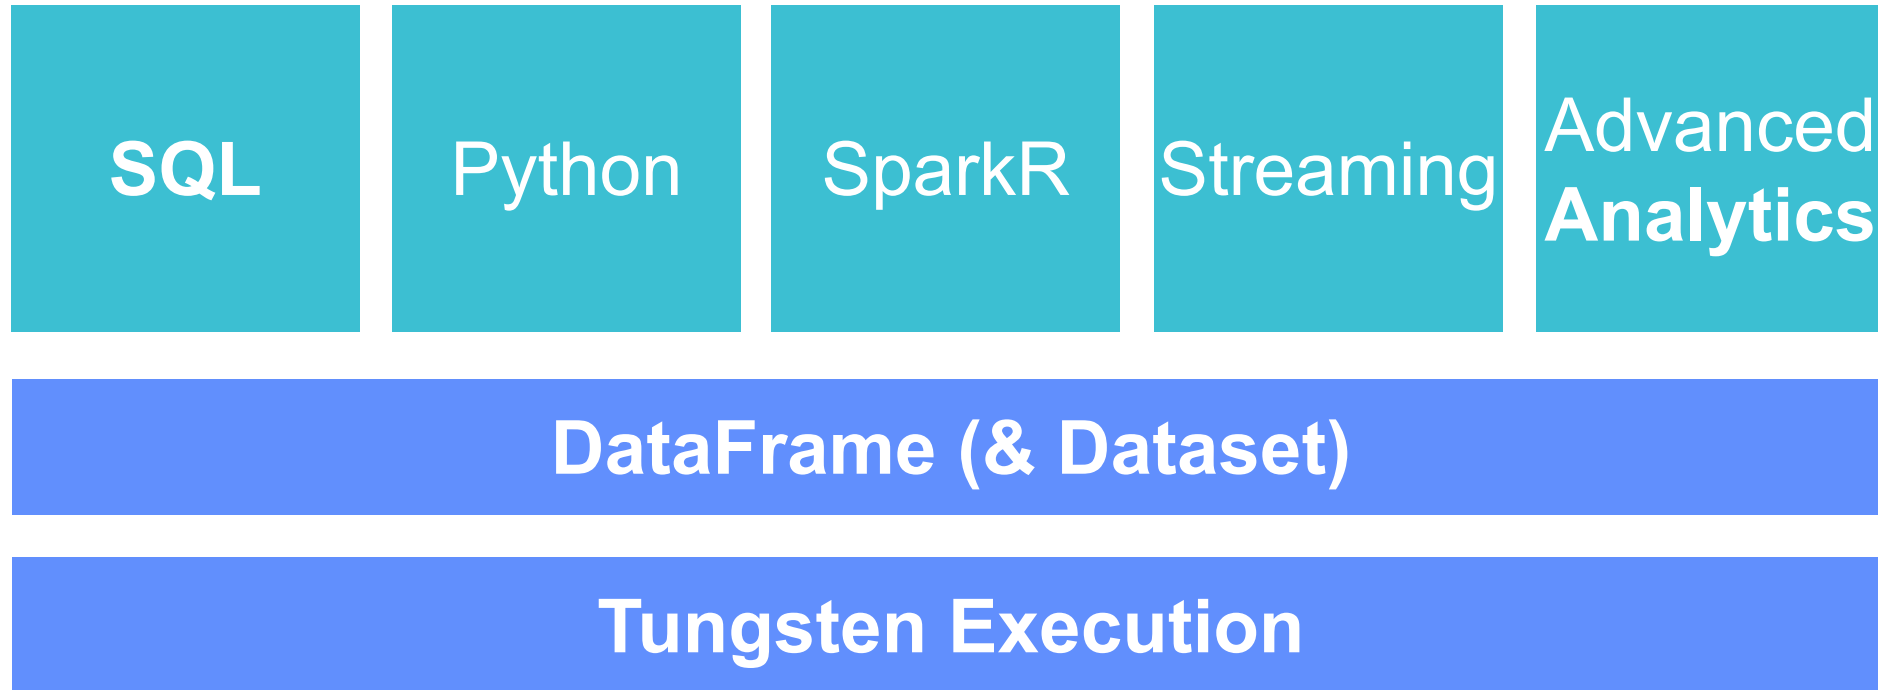 SQL
Python
SparkR
Streaming
Advanced
Analytics
DataFrame (& Dataset)
Tungsten Execution